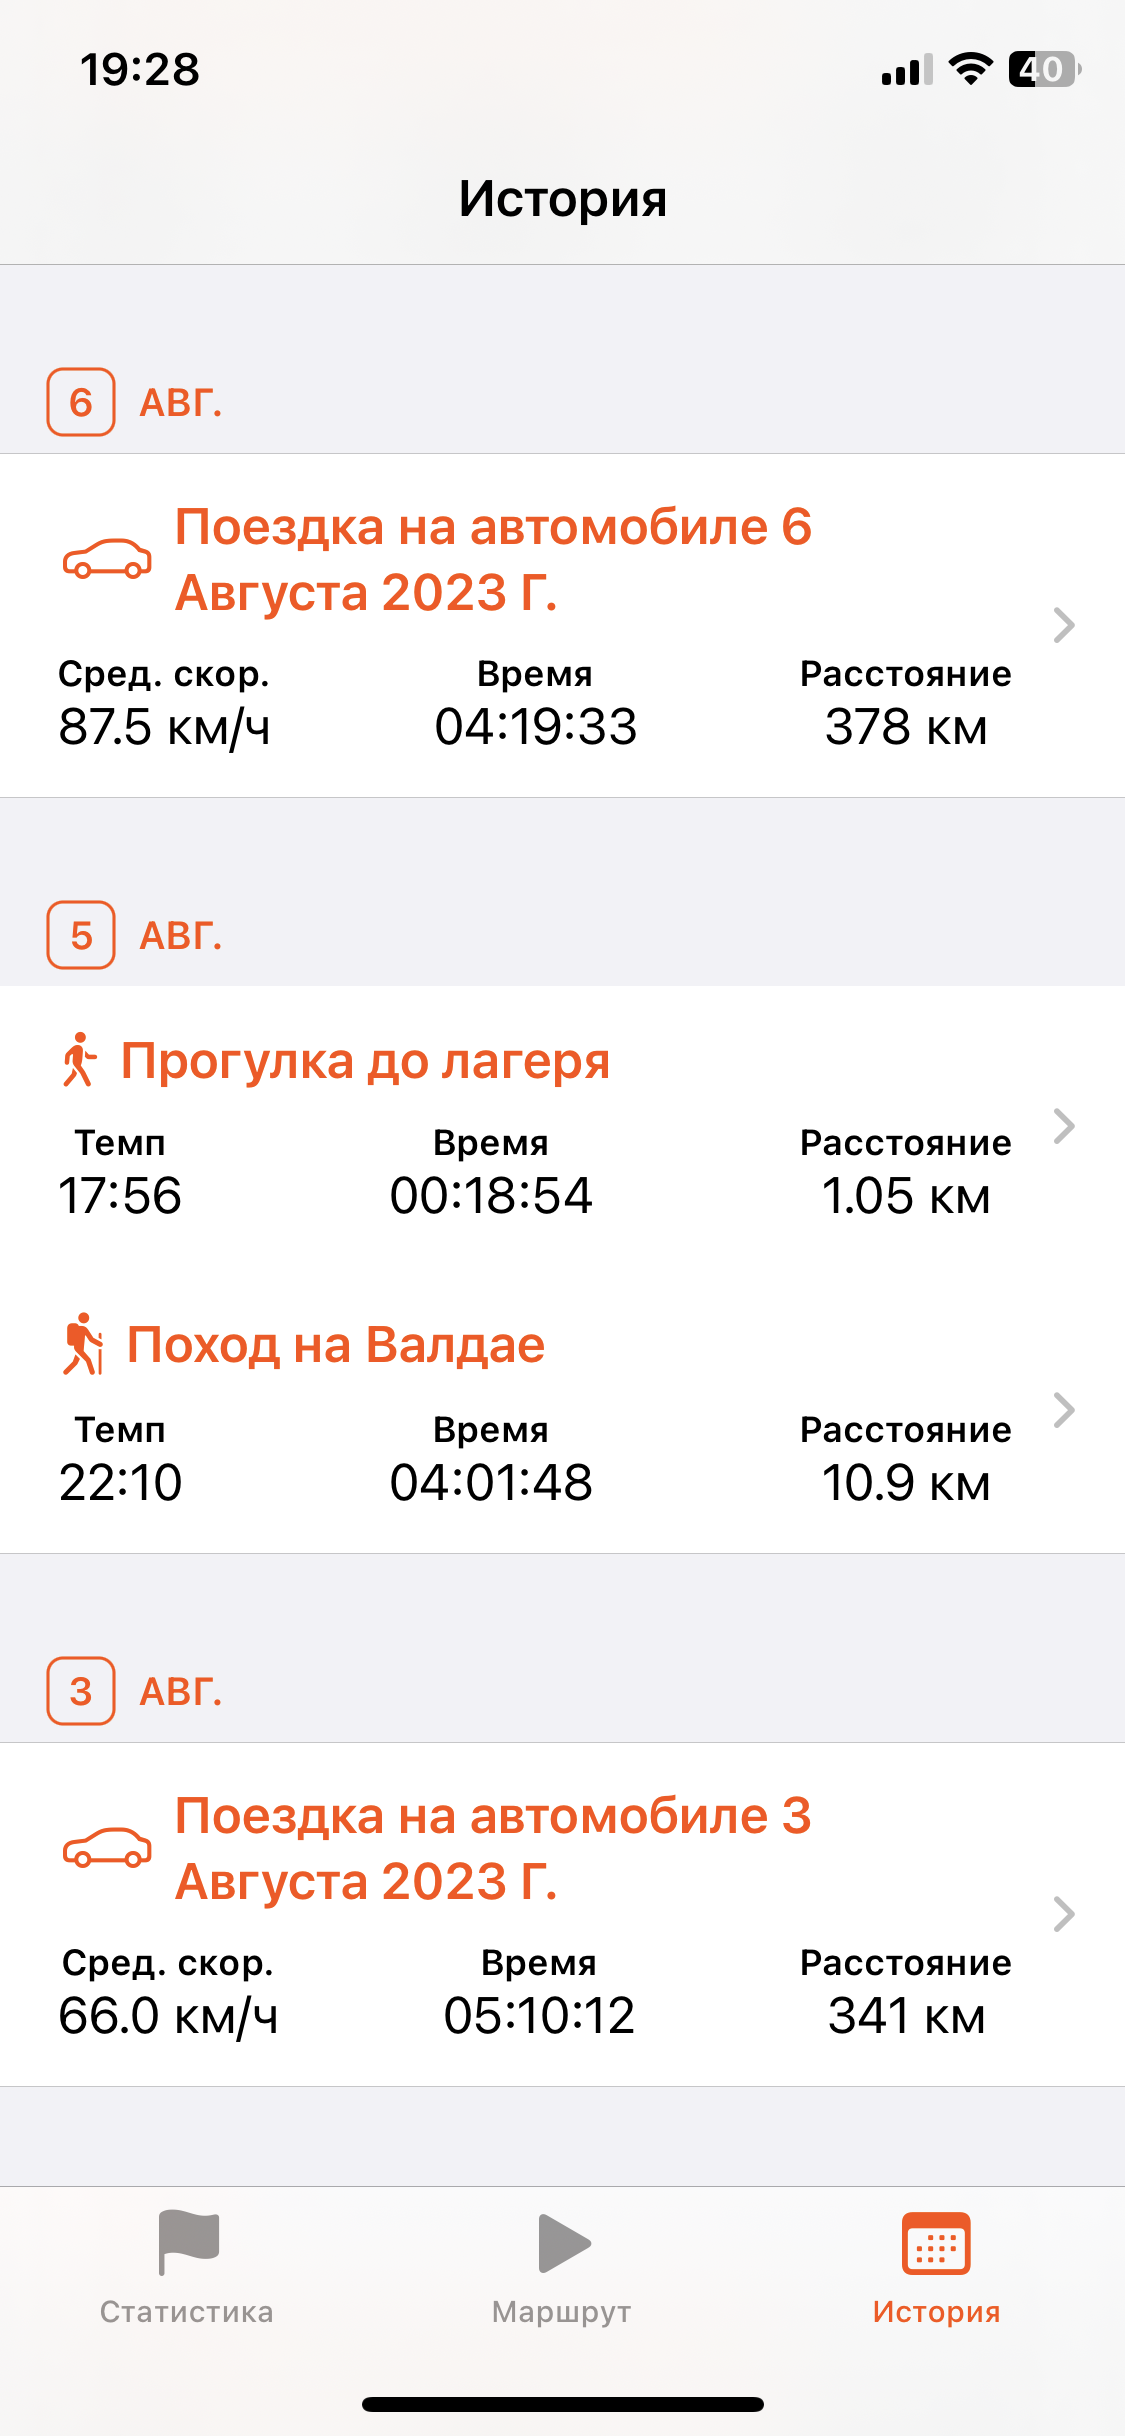 19:28
40
История
6 АВГ.
Поездка на автомобиле 6
Августа 2023 Г.
Сред. скор. Время Расстояние
87.5 км/ч 04:19:33 378 км
5 АВГ.
Прогулка до лагеря
Темп Время Расстояние
17:56 00:18:54 1.05 км
Поход на Валдае
Темп Время Расстояние
22:10 04:01:48 10.9 км
3 АВГ.
Поездка на автомобиле 3
Августа 2023 Г.
Сред. скор. Время Расстояние
66.0 км/ч 05:10:12 341 км
Статистика Маршрут История